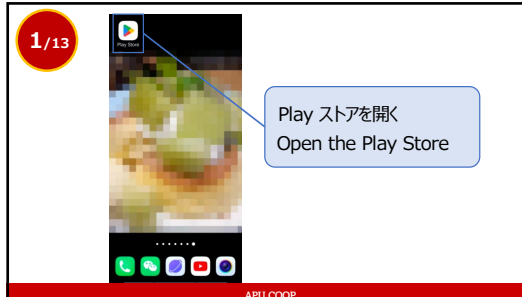 1/13
Play Store
Play ストアを開く
Open the Play Store
APU COOP